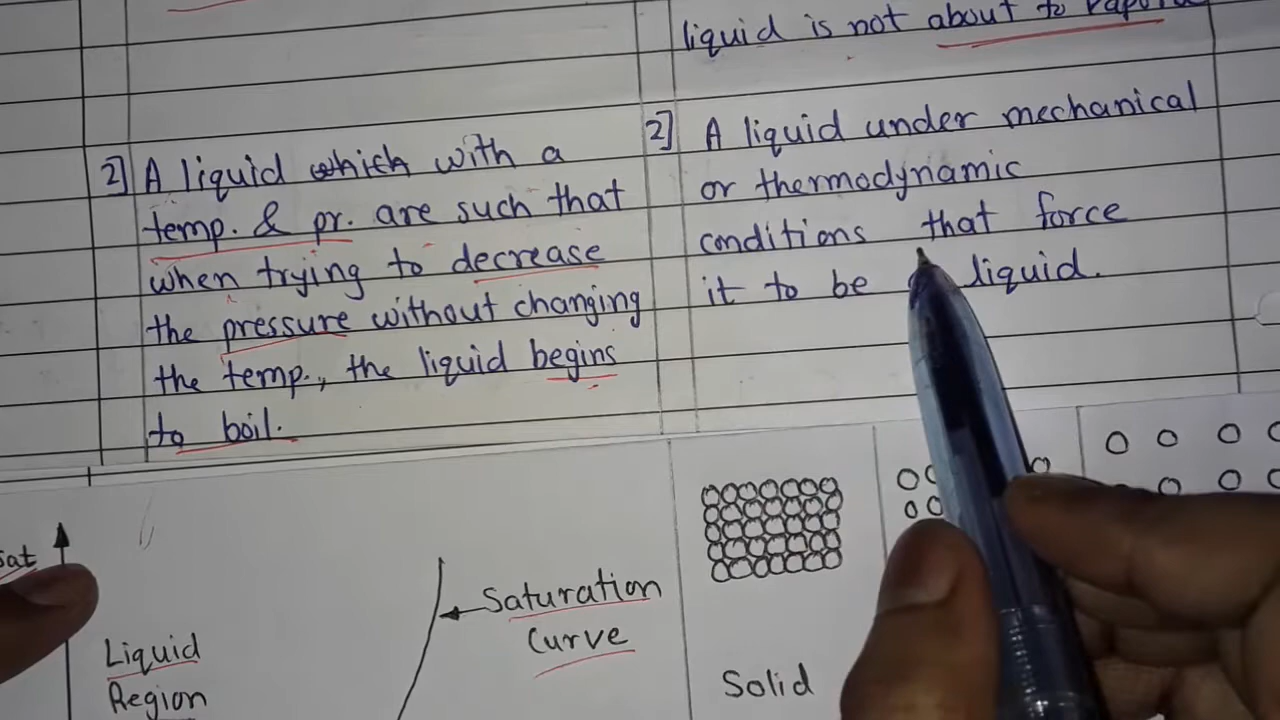 liquid is not about to
2] A liquid which with a
temp. & pr. are such that
when trying to decrease
the pressure without changing
the temp., the liquid begins
to boil.
2] A liquid under mechanical
or thermodynamic
conditions that force
it to be liquid.
sat
Liquid
Region
Saturation
Curve
Solid